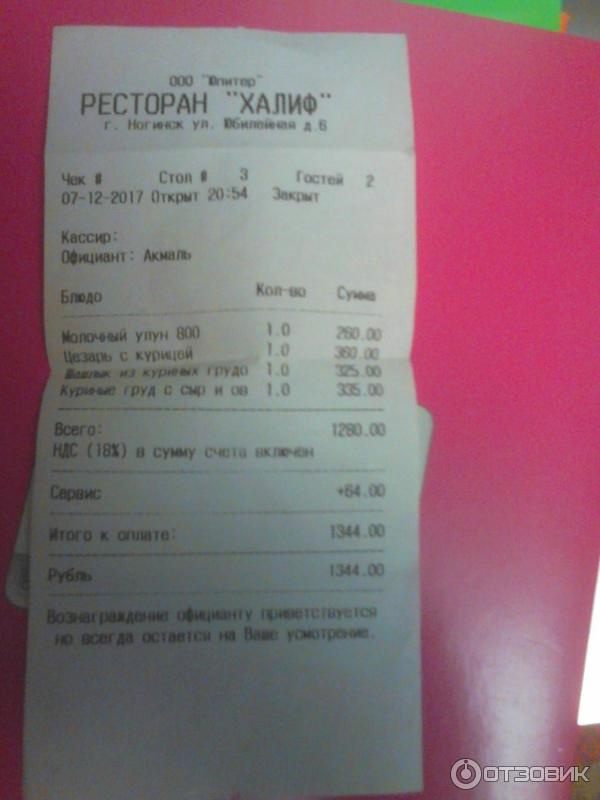 ООО "Юпитер"
РЕСТОРАН "ХАЛИФ"
г. Ногинск ул. Юбилейная д.6
Чек # Стол # 3 Гостей 2
07-12-2017 Открыт 20:54 Закрыт
Кассир:
Официант: Акмаль
Блюдо Кол-во Сумма
Молочный улун 800 1.0 260.00
Цезарь с курицей 1.0 360.00
Шашлык из куриных грудо 1.0 325.00
Куриные груд с сыр и ов 1.0 335.00
Всего: 1280.00
НДС (18%) в сумму счета включен
Сервис +64.00
Итого к оплате: 1344.00
Рубль 1344.00
Вознаграждение официанту приветствуется
но всегда остается на Ваше усмотрение.
ОТЗОВИК